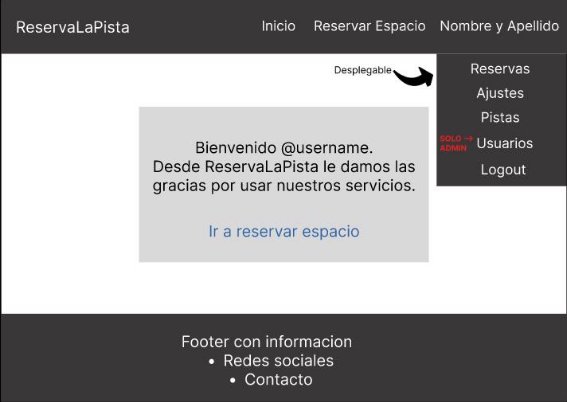 ReservaLaPista
Inicio
Reservar Espacio
Nombre y Apellido
Desplegable
Reservas
Ajustes
Pistas
SOLO →
ADMIN
Usuarios
Logout
Bienvenido @username.
Desde ReservaLaPista le damos las
gracias por usar nuestros servicios.
Ir a reservar espacio
Footer con informacion
• Redes sociales
• Contacto